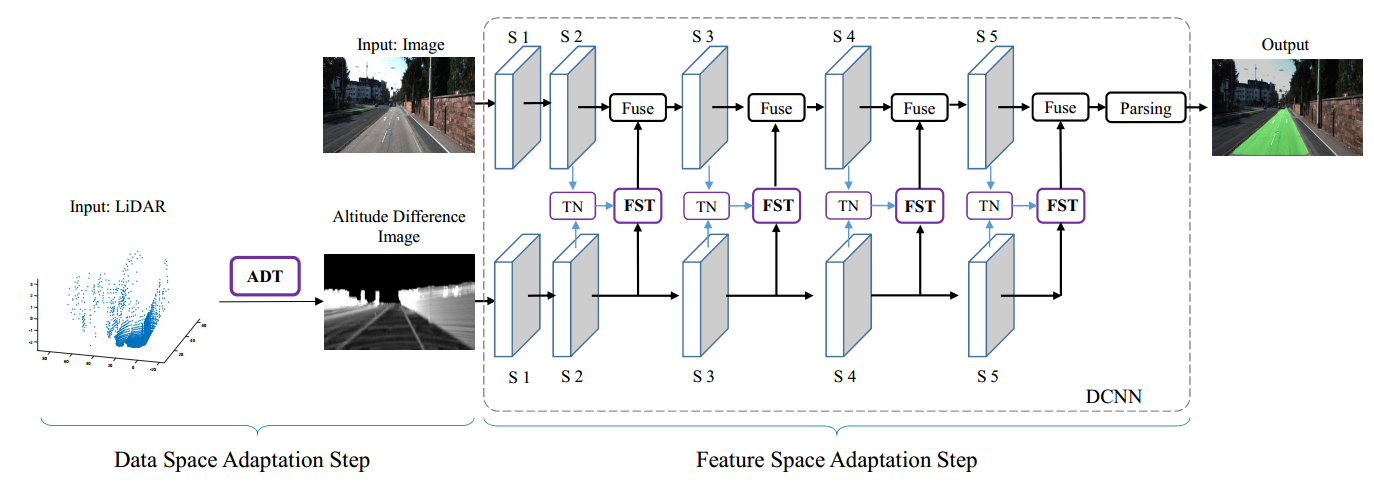 S 1
S 2
S 3
S 4
S 5
Input: Image
Output
Fuse
Fuse
Fuse
Fuse
Parsing
Input: LiDAR
TN
FST
TN
FST
TN
FST
TN
FST
Altitude Difference
Image
ADT
S 1
S 2
S 3
S 4
S 5
DCNN
Data Space Adaptation Step
Feature Space Adaptation Step